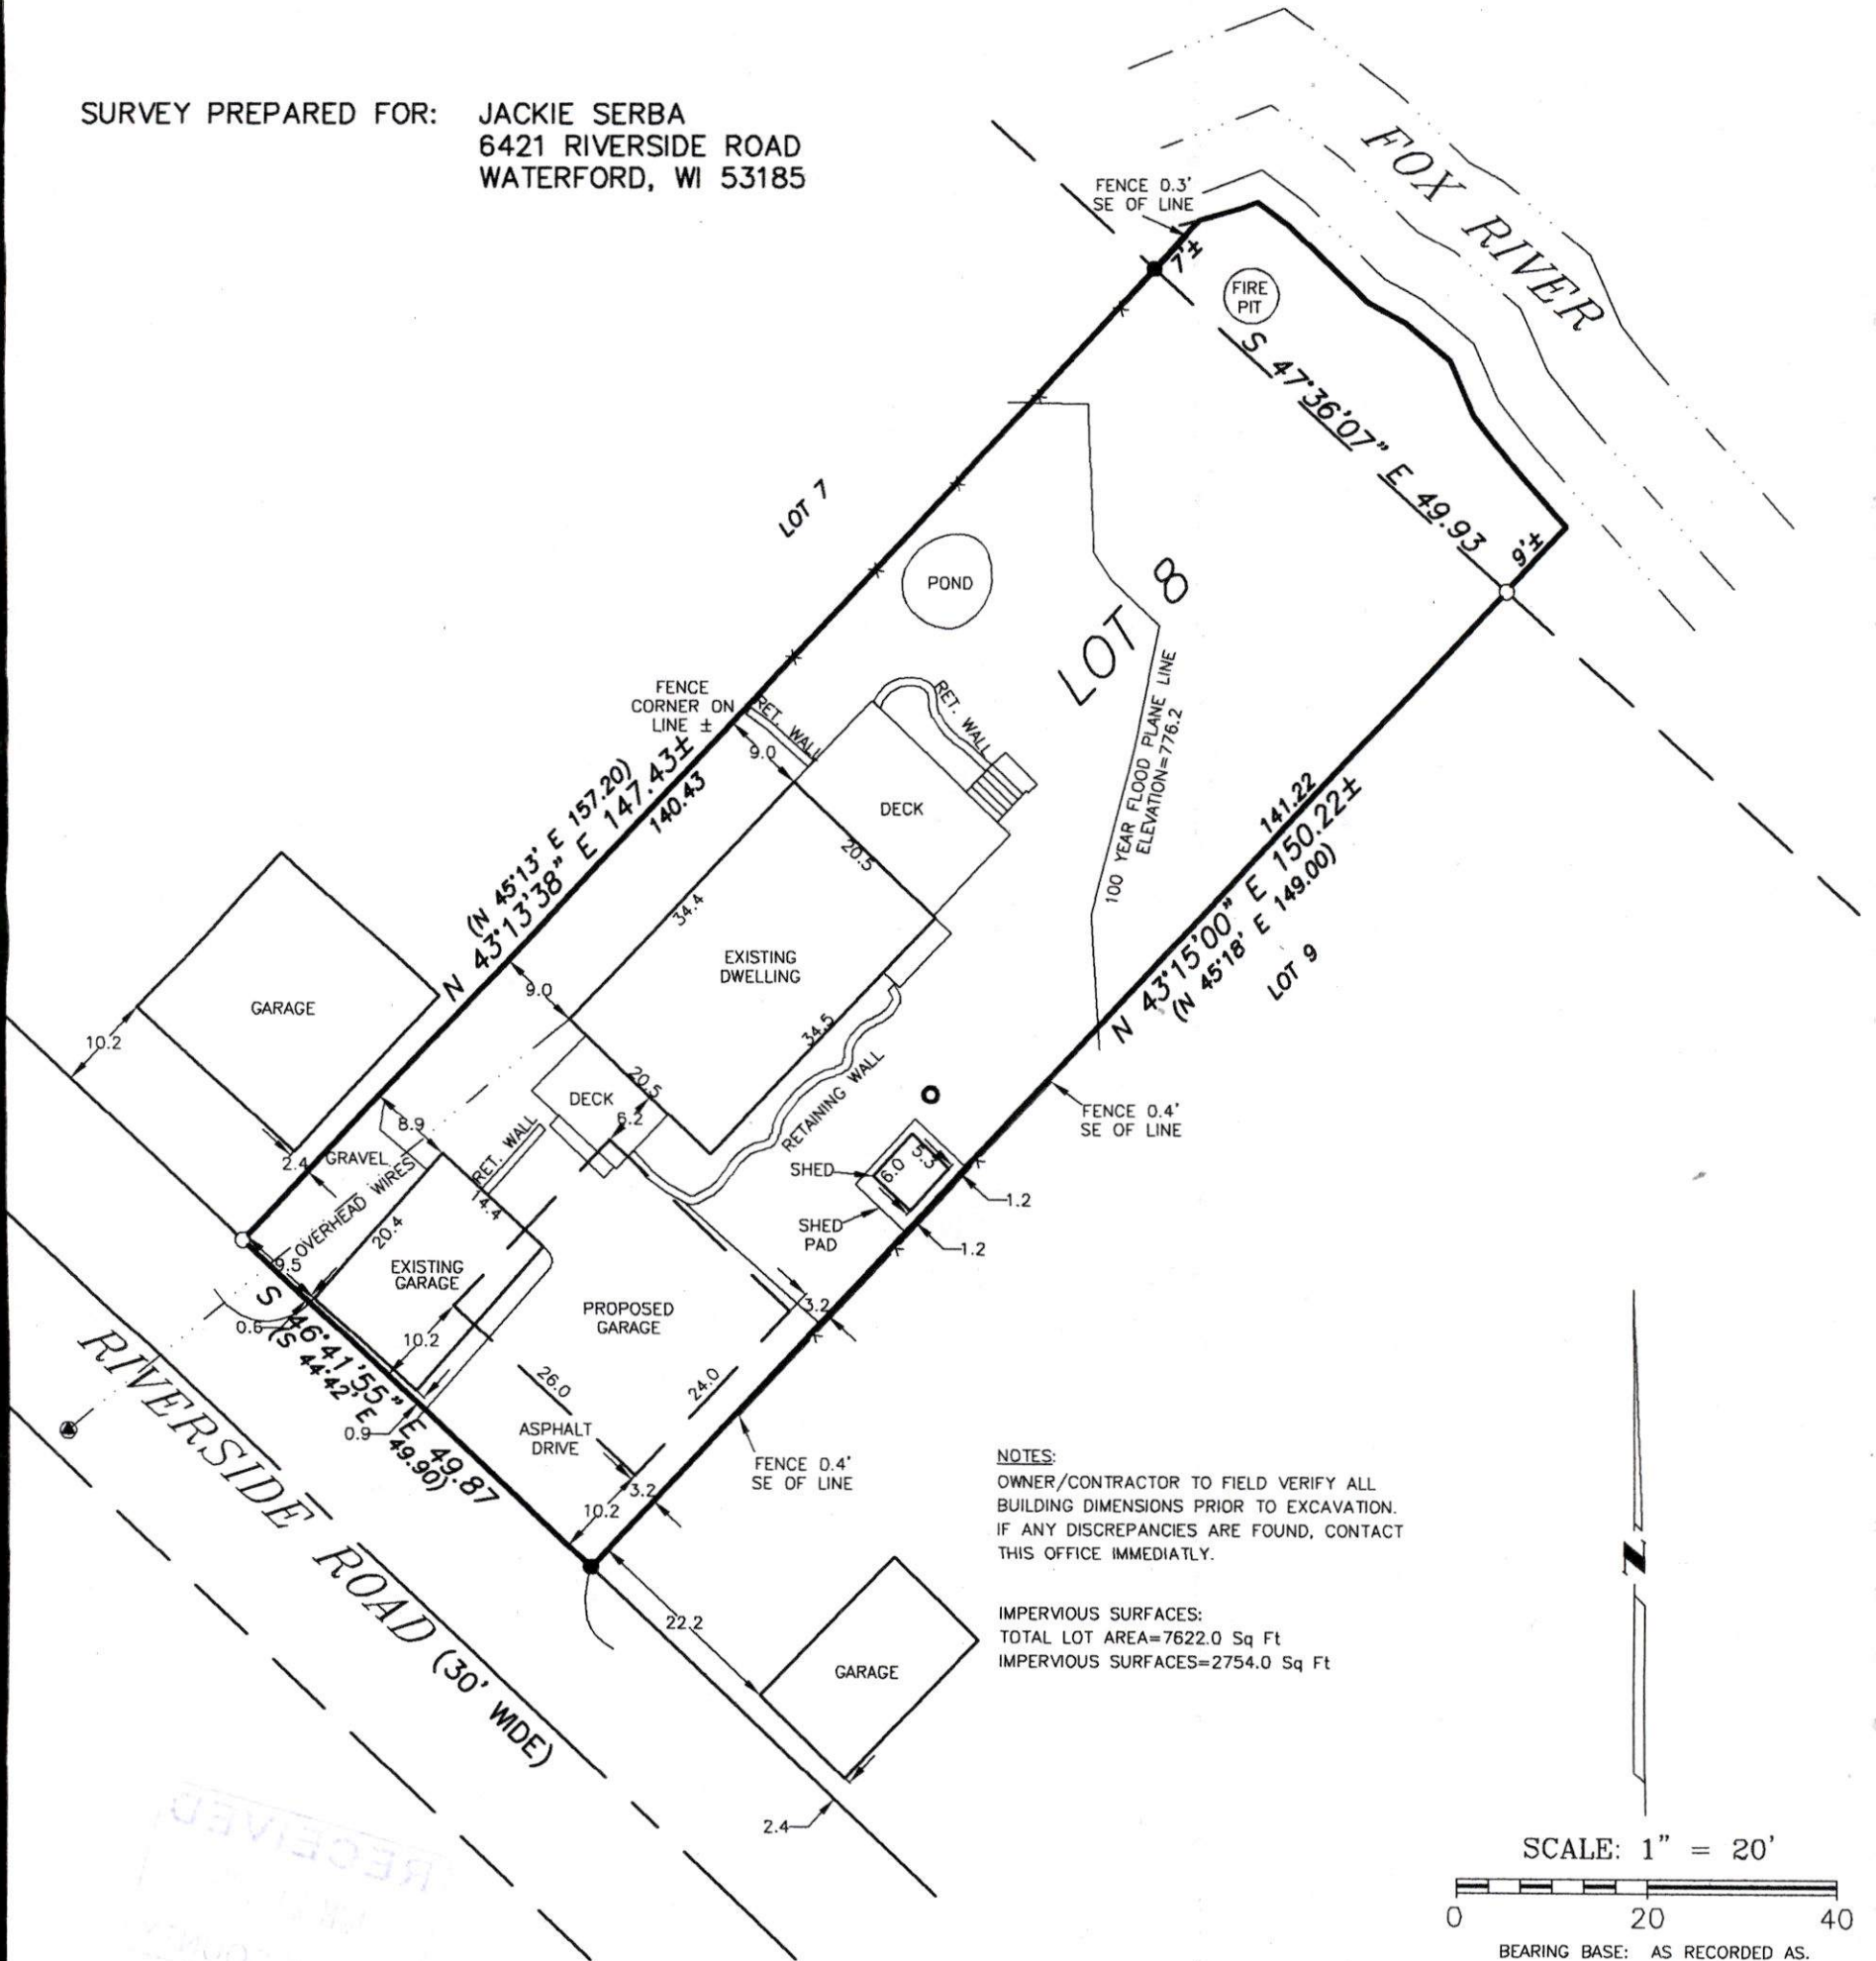 SURVEY PREPARED FOR: JACKIE SERBA
6421 RIVERSIDE ROAD
WATERFORD, WI 53185
FOX RIVER
FENCE 0.3'
SE OF LINE
7'±
FIRE
PIT
S 47°36'07" E 49.93
9'±
LOT 7
POND
LOT 8
100 YEAR FLOOD PLANE LINE
ELEVATION=776.2
FENCE
CORNER ON
LINE ±
RET. WALL
RET. WALL
9.0
DECK
(N 45°13' E 157.20)
N 43°13'38" E 147.43±
140.43
20.5
34.4
141.22
N 43°15'00" E 150.22±
(N 45°18' E 149.00)
LOT 9
EXISTING
DWELLING
34.5
9.0
GARAGE
10.2
2.4
DECK
20.5
6.2
RETAINING WALL
8.9
GRAVEL
RET. WALL
OVERHEAD WIRES
14.4
20.4
9.5
EXISTING
GARAGE
10.2
0.6
0.9
SHED
6.0
5.3
SHED
PAD
1.2
1.2
FENCE 0.4'
SE OF LINE
3.2
PROPOSED
GARAGE
26.0
24.0
ASPHALT
DRIVE
3.2
10.2
FENCE 0.4'
SE OF LINE
S 46°41'55" E 49.87
(S 44°42' E 49.90)
RIVERSIDE ROAD (30' WIDE)
22.2
GARAGE
2.4
NOTES:
OWNER/CONTRACTOR TO FIELD VERIFY ALL
BUILDING DIMENSIONS PRIOR TO EXCAVATION.
IF ANY DISCREPANCIES ARE FOUND, CONTACT
THIS OFFICE IMMEDIATLY.
IMPERVIOUS SURFACES:
TOTAL LOT AREA=7622.0 Sq Ft
IMPERVIOUS SURFACES=2754.0 Sq Ft
N
SCALE: 1" = 20'
0 20 40
BEARING BASE: AS RECORDED AS.
RECEIVED